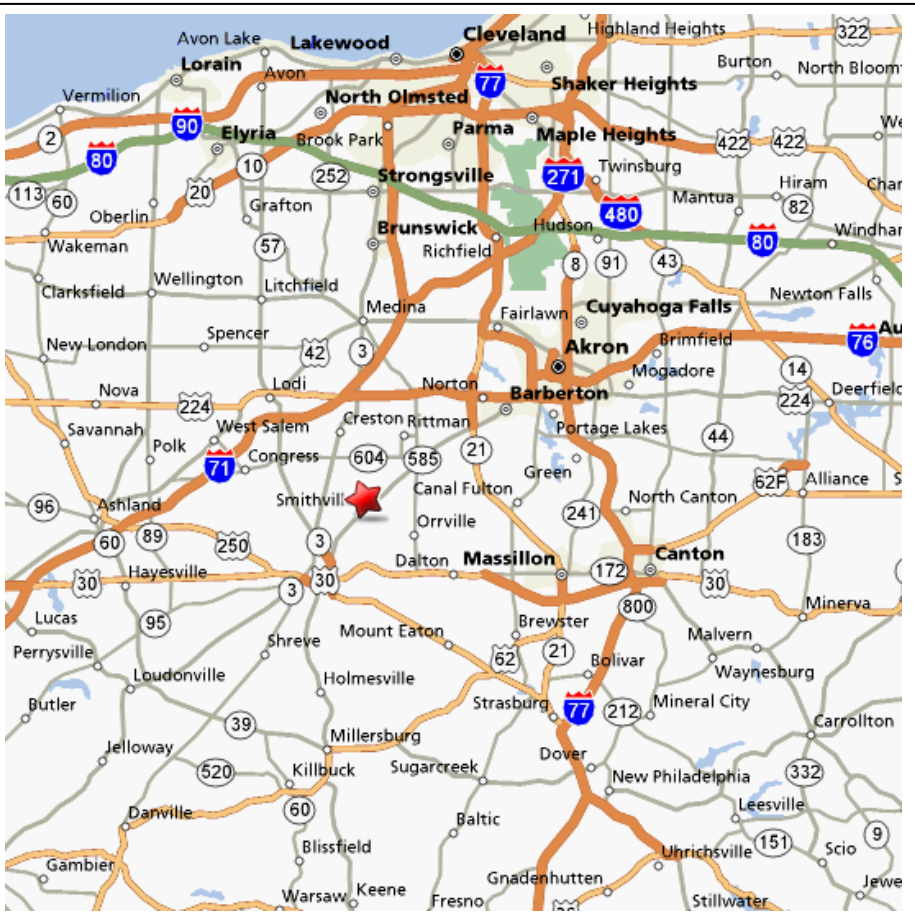 Highland Heights
Cleveland
322
Avon Lake
Lakewood
Burton
North Bloomf
Lorain
Avon
77
Shaker Heights
Vermilion
North Olmsted
2
90
Elyria
Brook Park
Parma
Maple Heights
422
422
We
80
10
252
Strongsville
271
Twinsburg
113
60
20
Mantua
Hiram
Char
Oberlin
Grafton
480
82
Wakeman
57
Brunswick
Richfield
Hudson
80
Windham
8
91
43
Clarksfield
Wellington
Litchfield
Newton Falls
Medina
Fairlawn
Cuyahoga Falls
Spencer
Au
New London
42
3
Akron
Brimfield
76
Mogadore
14
Nova
Lodi
Norton
Barberton
224
Deerfield
224
Creston
Rittman
Portage Lakes
Savannah
West Salem
21
44
Polk
71
Congress
604
585
Green
62F
Smithvill
Canal Fulton
North Canton
Alliance
S
96
Ashland
Orrville
241
60
89
250
3
183
Dalton
Massillon
172
Canton
30
Hayesville
30
30
3
800
Lucas
95
Minerva
Perrysville
Shreve
Mount Eaton
Brewster
Malvern
21
62
Waynesburg
Loudonville
Holmesville
Bolivar
Butler
Strasburg
77
212
Mineral City
39
Millersburg
Carrollton
Jelloway
Dover
520
Killbuck
Sugarcreek
New Philadelphia
332
60
Leesville
Danville
Baltic
151
9
Blissfield
Uhrichsville
Scio
Gambier
Gnadenhutten
Jewe
Warsaw
Keene
Fresno
Stillwater
36